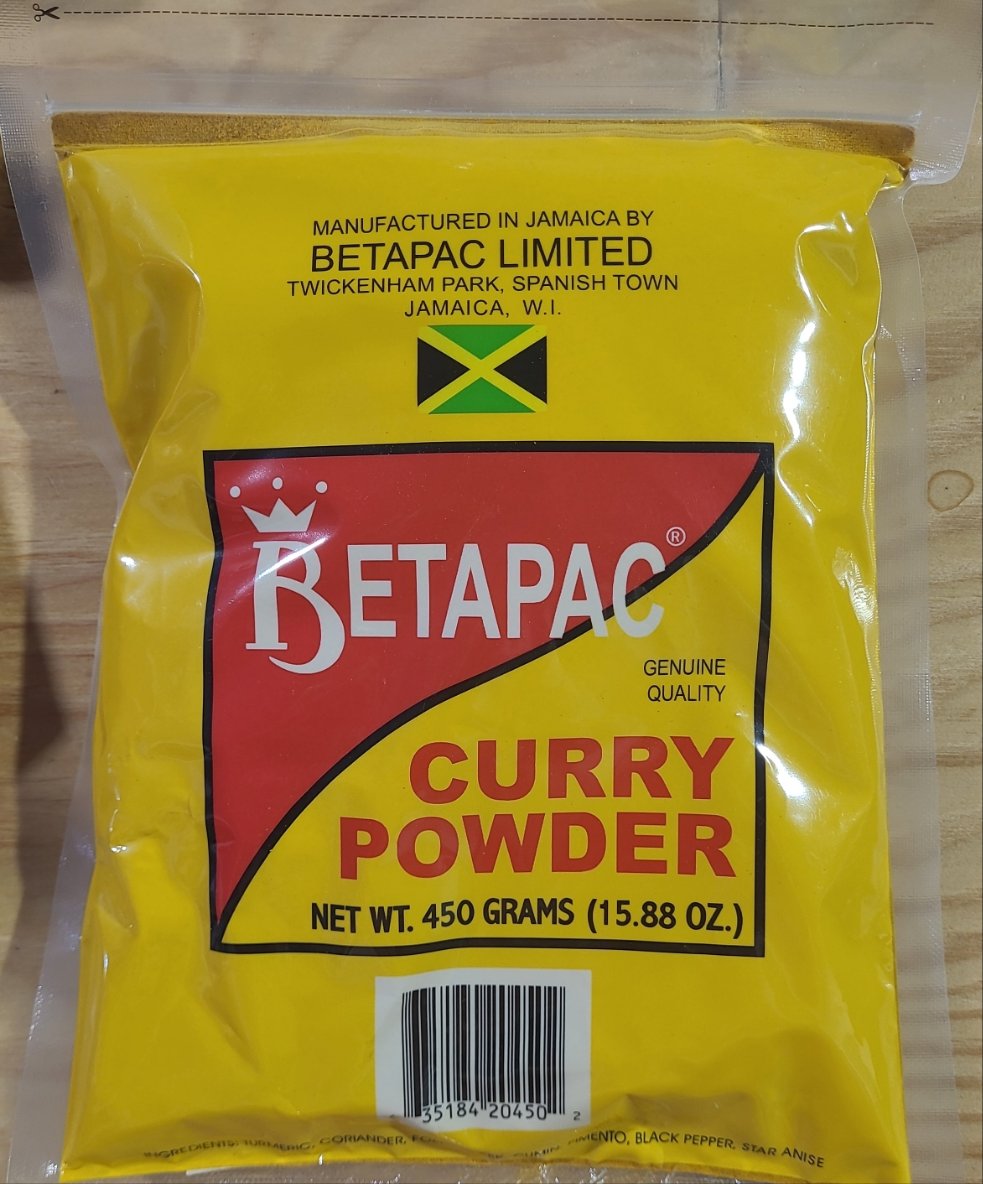 MANUFACTURED IN JAMAICA BY
BETAPAC LIMITED
TWICKENHAM PARK, SPANISH TOWN
JAMAICA, W.I.
BETAPAC®
GENUINE
QUALITY
CURRY
POWDER
NET WT. 450 GRAMS (15.88 OZ.)
35184 20450 2
INGREDIENTS: TURMERIC, CORIANDER, CUMIN, PIMENTO, BLACK PEPPER, STAR ANISE